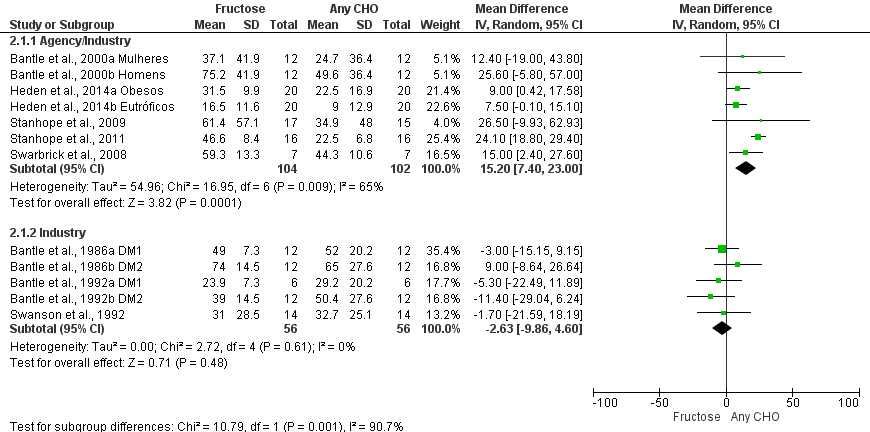 Fructose Any CHO Mean Difference Mean Difference
Study or Subgroup Mean SD Total Mean SD Total Weight IV, Random, 95% CI IV, Random, 95% CI
2.1.1 Agency/Industry
Bantle et al., 2000a Mulheres 37.1 41.9 12 24.7 36.4 12 5.1% 12.40 [-19.00, 43.80]
Bantle et al., 2000b Homens 75.2 41.9 12 49.6 36.4 12 5.1% 25.60 [-5.80, 57.00]
Heden et al., 2014a Obesos 31.5 9.9 20 22.5 16.9 20 21.4% 9.00 [0.42, 17.58]
Heden et al., 2014b Eutróficos 16.5 11.6 20 9 12.9 20 22.6% 7.50 [-0.10, 15.10]
Stanhope et al., 2009 61.4 57.1 17 34.9 48 15 4.0% 26.50 [-9.93, 62.93]
Stanhope et al., 2011 46.6 8.4 16 22.5 6.8 16 26.4% 24.10 [18.80, 29.40]
Swarbrick et al., 2008 59.3 13.3 7 44.3 10.6 7 15.5% 15.00 [2.40, 27.60]
Subtotal (95% CI) 104 102 100.0% 15.20 [7.40, 23.00]
Heterogeneity: Tau² = 54.96; Chi² = 16.95, df = 6 (P = 0.009); I² = 65%
Test for overall effect: Z = 3.82 (P = 0.0001)
2.1.2 Industry
Bantle et al., 1986a DM1 49 7.3 12 52 20.2 12 35.4% -3.00 [-15.15, 9.15]
Bantle et al., 1986b DM2 74 14.5 12 65 27.6 12 16.8% 9.00 [-8.64, 26.64]
Bantle et al., 1992a DM1 23.9 7.3 6 29.2 20.2 6 17.7% -5.30 [-22.49, 11.89]
Bantle et al., 1992b DM2 39 14.5 12 50.4 27.6 12 16.8% -11.40 [-29.04, 6.24]
Swanson et al., 1992 31 28.5 14 32.7 25.1 14 13.2% -1.70 [-21.59, 18.19]
Subtotal (95% CI) 56 56 100.0% -2.63 [-9.86, 4.60]
Heterogeneity: Tau² = 0.00; Chi² = 2.72, df = 4 (P = 0.61); I² = 0%
Test for overall effect: Z = 0.71 (P = 0.48)
-100 -50 0 50 100
Fructose Any CHO
Test for subgroup differences: Chi² = 10.79, df = 1 (P = 0.001), I² = 90.7%